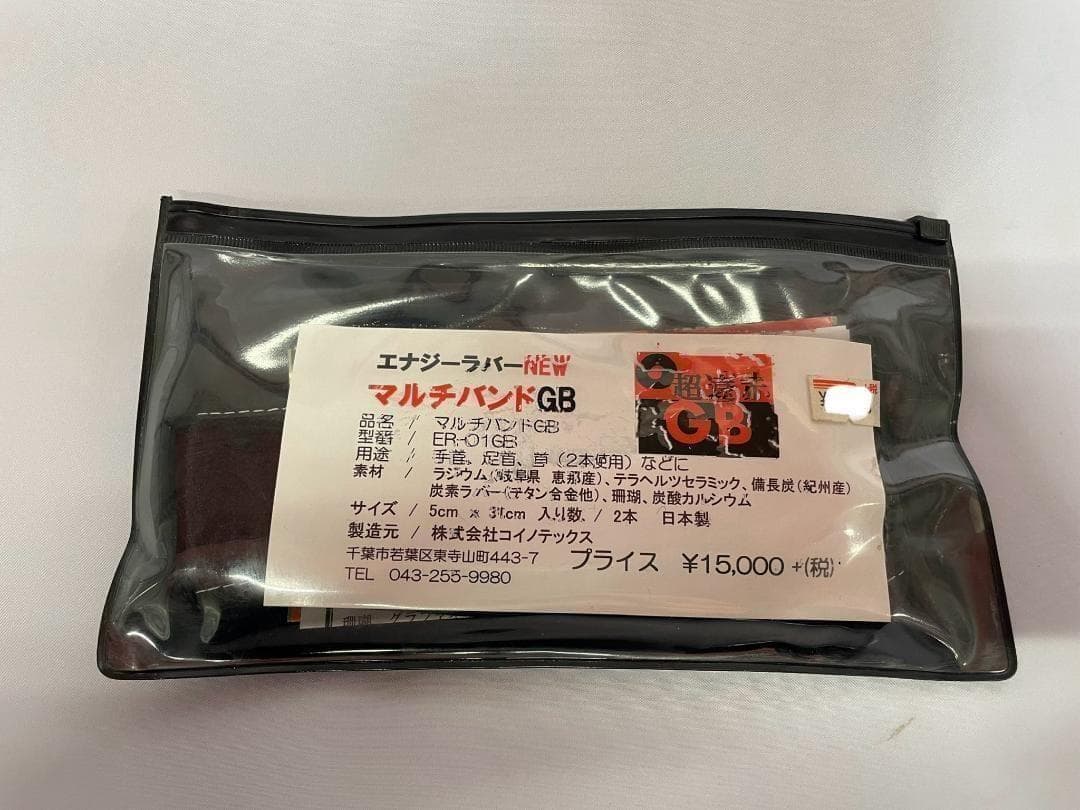 エナジーラバーNEW
マルチバンドGB
品名 / マルチバンドGB
型番 / ER-01GB
用途 / 手首、足首、首(2本使用)などに
素材 / ラジウム(岐阜県 恵那産)、テラヘルツセラミック、備長炭(紀州産)
炭素ラバー(チタン合金他)、珊瑚、炭酸カルシウム
サイズ / 5cm × cm 入り数 / 2本 日本製
製造元 / 株式会社コイノテックス
千葉市若葉区東寺山町443-7 プライス ¥15,000+(税)
TEL 043-255-9980
9
超遠赤
GB
+税
¥
珊瑚